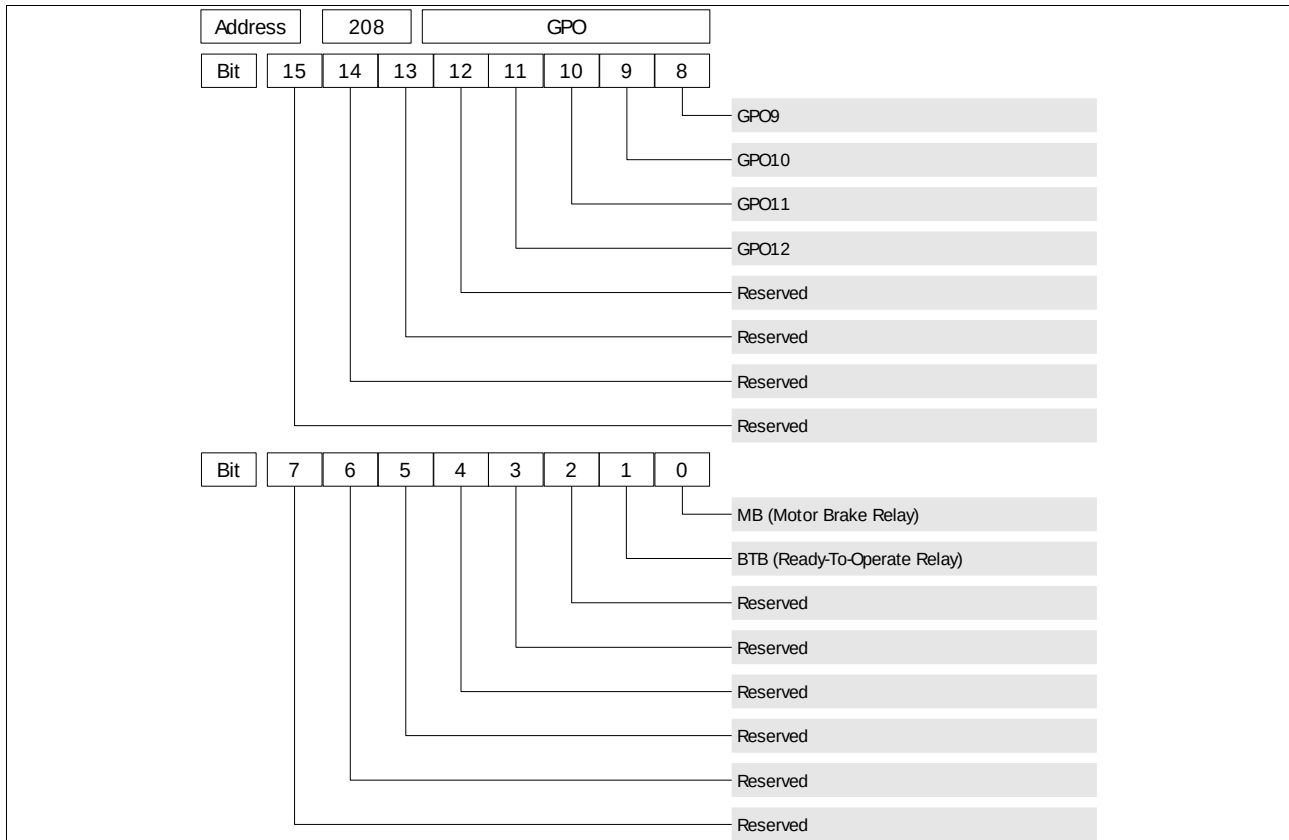 Address 208 GPO
Bit 15 14 13 12 11 10 9 8
GPO9
GPO10
GPO11
GPO12
Reserved
Reserved
Reserved
Reserved
Bit 7 6 5 4 3 2 1 0
MB (Motor Brake Relay)
BTB (Ready-To-Operate Relay)
Reserved
Reserved
Reserved
Reserved
Reserved
Reserved